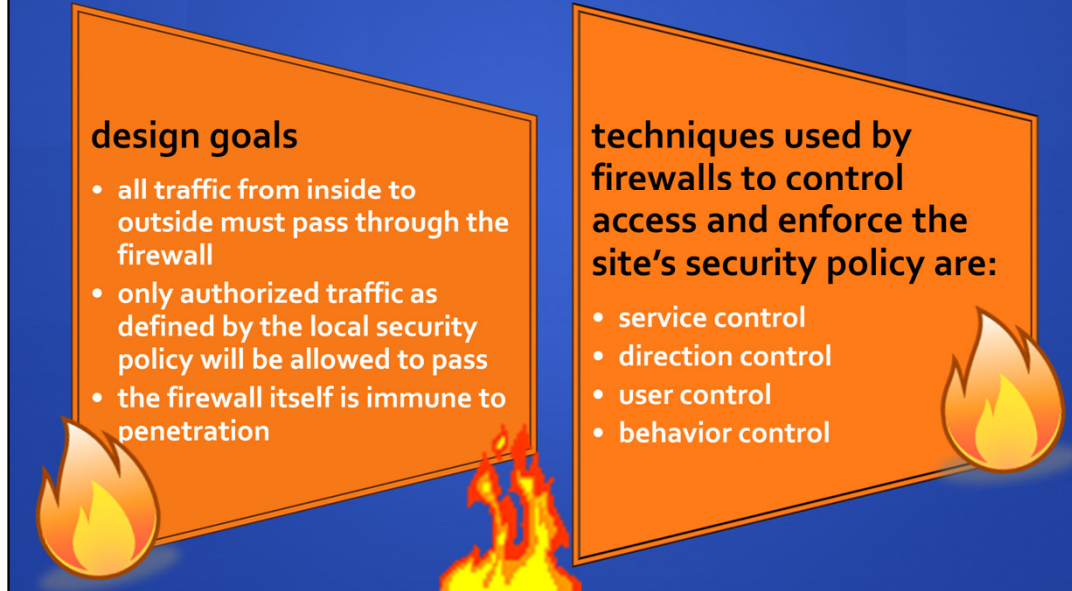 design goals
• all traffic from inside to
outside must pass through the
firewall
• only authorized traffic as
defined by the local security
policy will be allowed to pass
• the firewall itself is immune to
penetration
techniques used by
firewalls to control
access and enforce the
site's security policy are:
• service control
• direction control
• user control
• behavior control